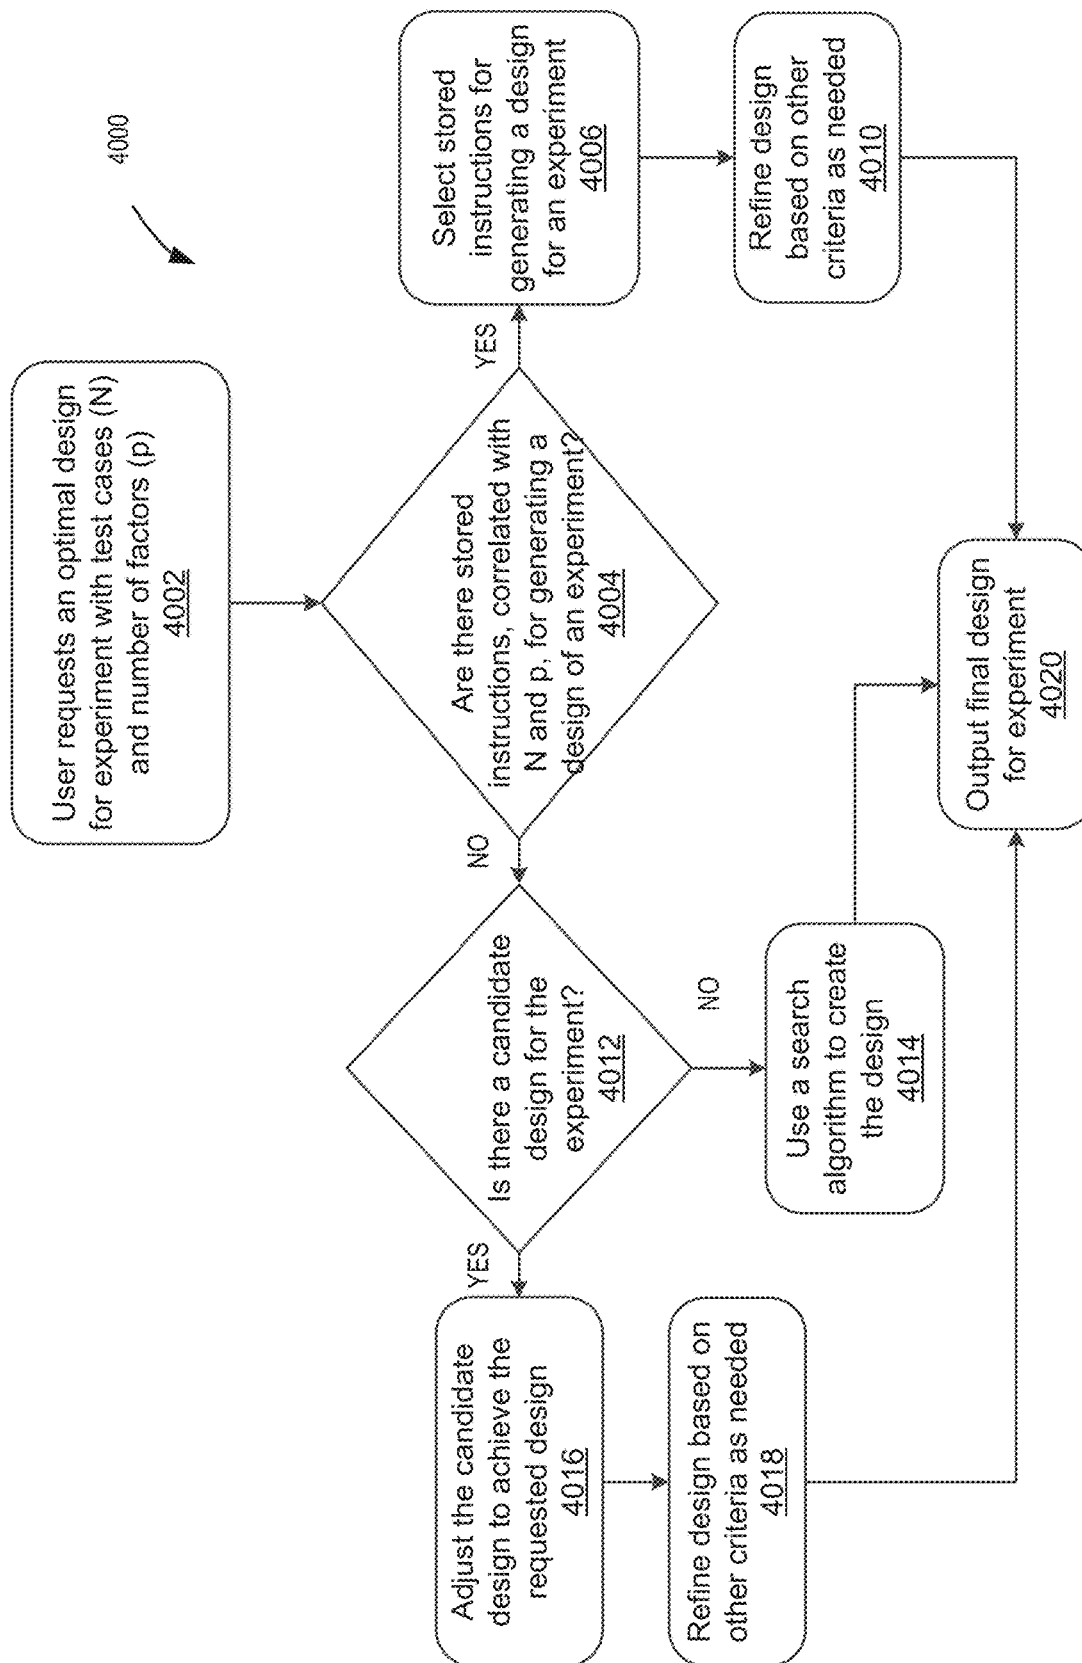 4000
User requests an optimal design
for experiment with test cases (N)
and number of factors (p)
4002
Are there stored
instructions, correlated with
N and p, for generating a
design of an experiment?
4004
YES
Select stored
instructions for
generating a design
for an experiment
4006
Refine design
based on other
criteria as needed
4010
NO
Is there a candidate
design for the
experiment?
4012
YES
Adjust the candidate
design to achieve the
requested design
4016
Refine design based on
other criteria as needed
4018
NO
Use a search
algorithm to create
the design
4014
Output final design
for experiment
4020